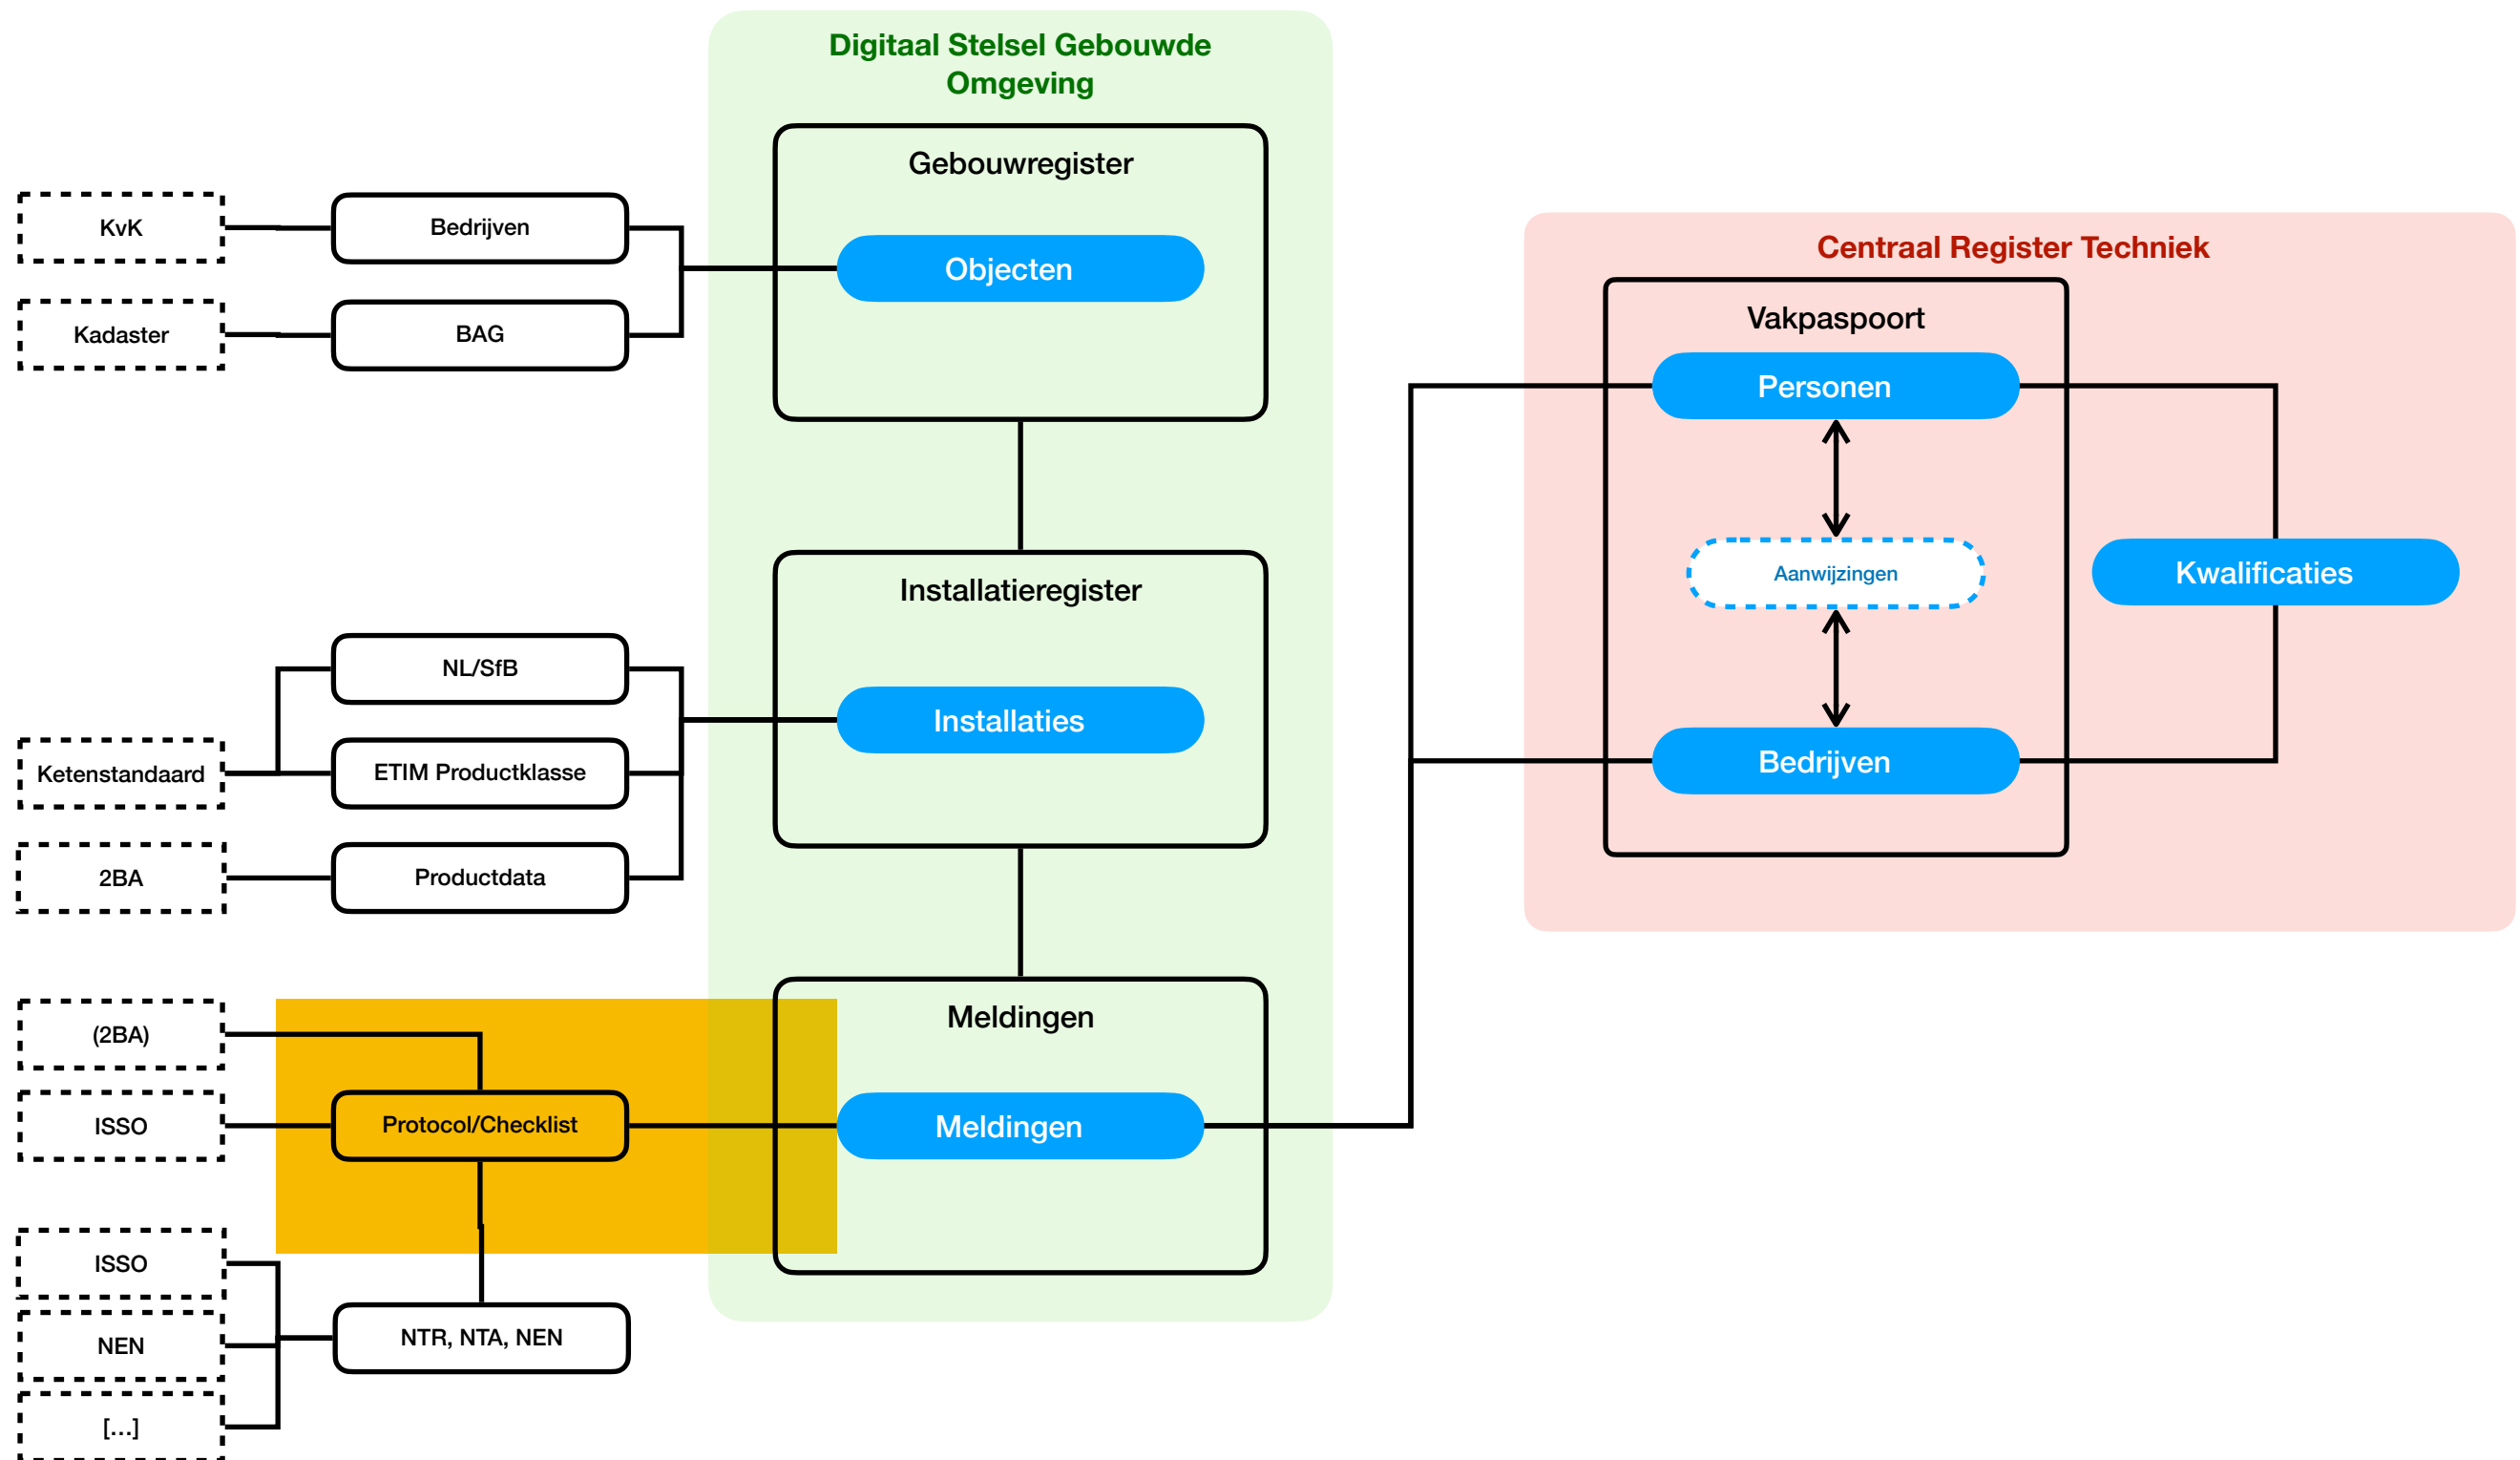 Digitaal Stelsel Gebouwde
Omgeving
Gebouwregister
Objecten
KvK
Bedrijven
Kadaster
BAG
Installatieregister
Installaties
NL/SfB
Ketenstandaard
ETIM Productklasse
2BA
Productdata
Meldingen
Meldingen
(2BA)
ISSO
Protocol/Checklist
ISSO
NEN
[...]
NTR, NTA, NEN
Centraal Register Techniek
Vakpaspoort
Personen
Aanwijzingen
Kwalificaties
Bedrijven